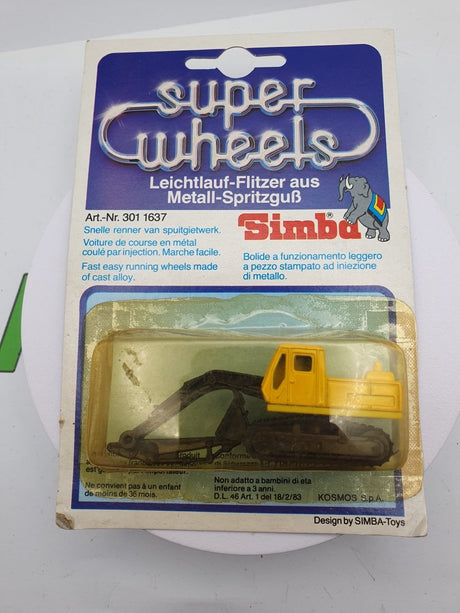 super
wheels
Leichtlauf-Flitzer aus
Metall-Spritzguß
Art.-Nr. 301 1637
Snelle renner van spuitgietwerk.
Voiture de course en métal
coulé par injection. Marche facile.
Fast easy running wheels made
of cast alloy.
Simba®
Bolide a funzionamento leggero
a pezzo stampato ad iniezione
di metallo.
Ne convient pas à un enfant
de moins de 36 mois.
Non adatto a bambini di eta
inferiore a 3 anni.
D.L. 46 Art. 1 del 18/2/83
KOSMOS S.p.A.
Design by SIMBA-Toys